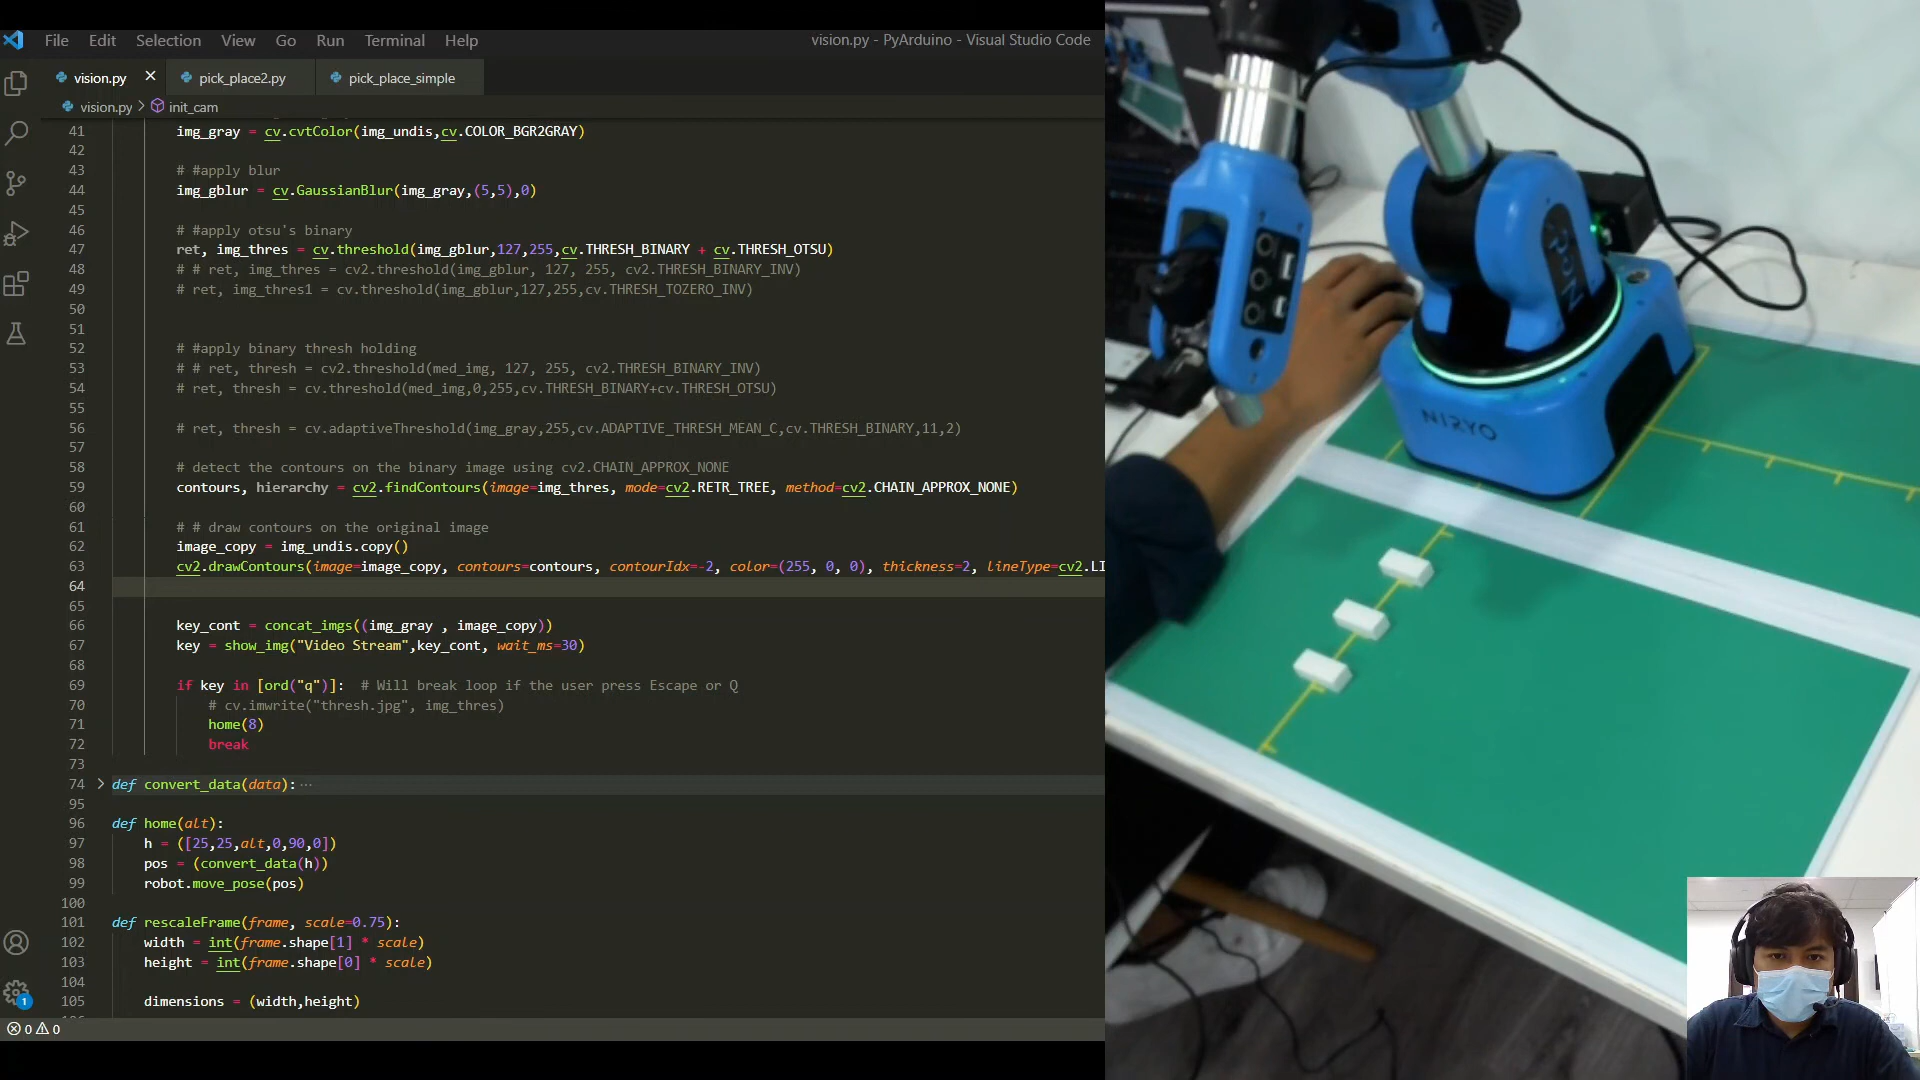 File Edit Selection View Go Run Terminal Help
vision.py - PyArduino - Visual Studio Code
vision.py pick_place2.py pick_place_simple
vision.py > init_cam
41 img_gray = cv.cvtColor(img_undis,cv.COLOR_BGR2GRAY)
42
43 # #apply blur
44 img_gblur = cv.GaussianBlur(img_gray,(5,5),0)
45
46 # #apply otsu's binary
47 ret, img_thres = cv.threshold(img_gblur,127,255,cv.THRESH_BINARY + cv.THRESH_OTSU)
48 # # ret, img_thres = cv2.threshold(img_gblur, 127, 255, cv2.THRESH_BINARY_INV)
49 # ret, img_thres1 = cv.threshold(img_gblur,127,255,cv.THRESH_TOZERO_INV)
50
51
52 # #apply binary thresh holding
53 # # ret, thresh = cv2.threshold(med_img, 127, 255, cv2.THRESH_BINARY_INV)
54 # ret, thresh = cv.threshold(med_img,0,255,cv.THRESH_BINARY+cv.THRESH_OTSU)
55
56 # ret, thresh = cv.adaptiveThreshold(img_gray,255,cv.ADAPTIVE_THRESH_MEAN_C,cv.THRESH_BINARY,11,2)
57
58 # detect the contours on the binary image using cv2.CHAIN_APPROX_NONE
59 contours, hierarchy = cv2.findContours(image=img_thres, mode=cv2.RETR_TREE, method=cv2.CHAIN_APPROX_NONE)
60
61 # # draw contours on the original image
62 image_copy = img_undis.copy()
63 cv2.drawContours(image=image_copy, contours=contours, contourIdx=-2, color=(255, 0, 0), thickness=2, lineType=cv2.LI
64
65
66 key_cont = concat_imgs((img_gray , image_copy))
67 key = show_img("Video Stream",key_cont, wait_ms=30)
68
69 if key in [ord("q")]: # Will break loop if the user press Escape or Q
70 # cv.imwrite("thresh.jpg", img_thres)
71 home(8)
72 break
73
74 def convert_data(data): ...
95
96 def home(alt):
97 h = ([25,25,alt,0,90,0])
98 pos = (convert_data(h))
99 robot.move_pose(pos)
100
101 def rescaleFrame(frame, scale=0.75):
102 width = int(frame.shape[1] * scale)
103 height = int(frame.shape[0] * scale)
104
105 dimensions = (width,height)
1
0 0
NIRYO